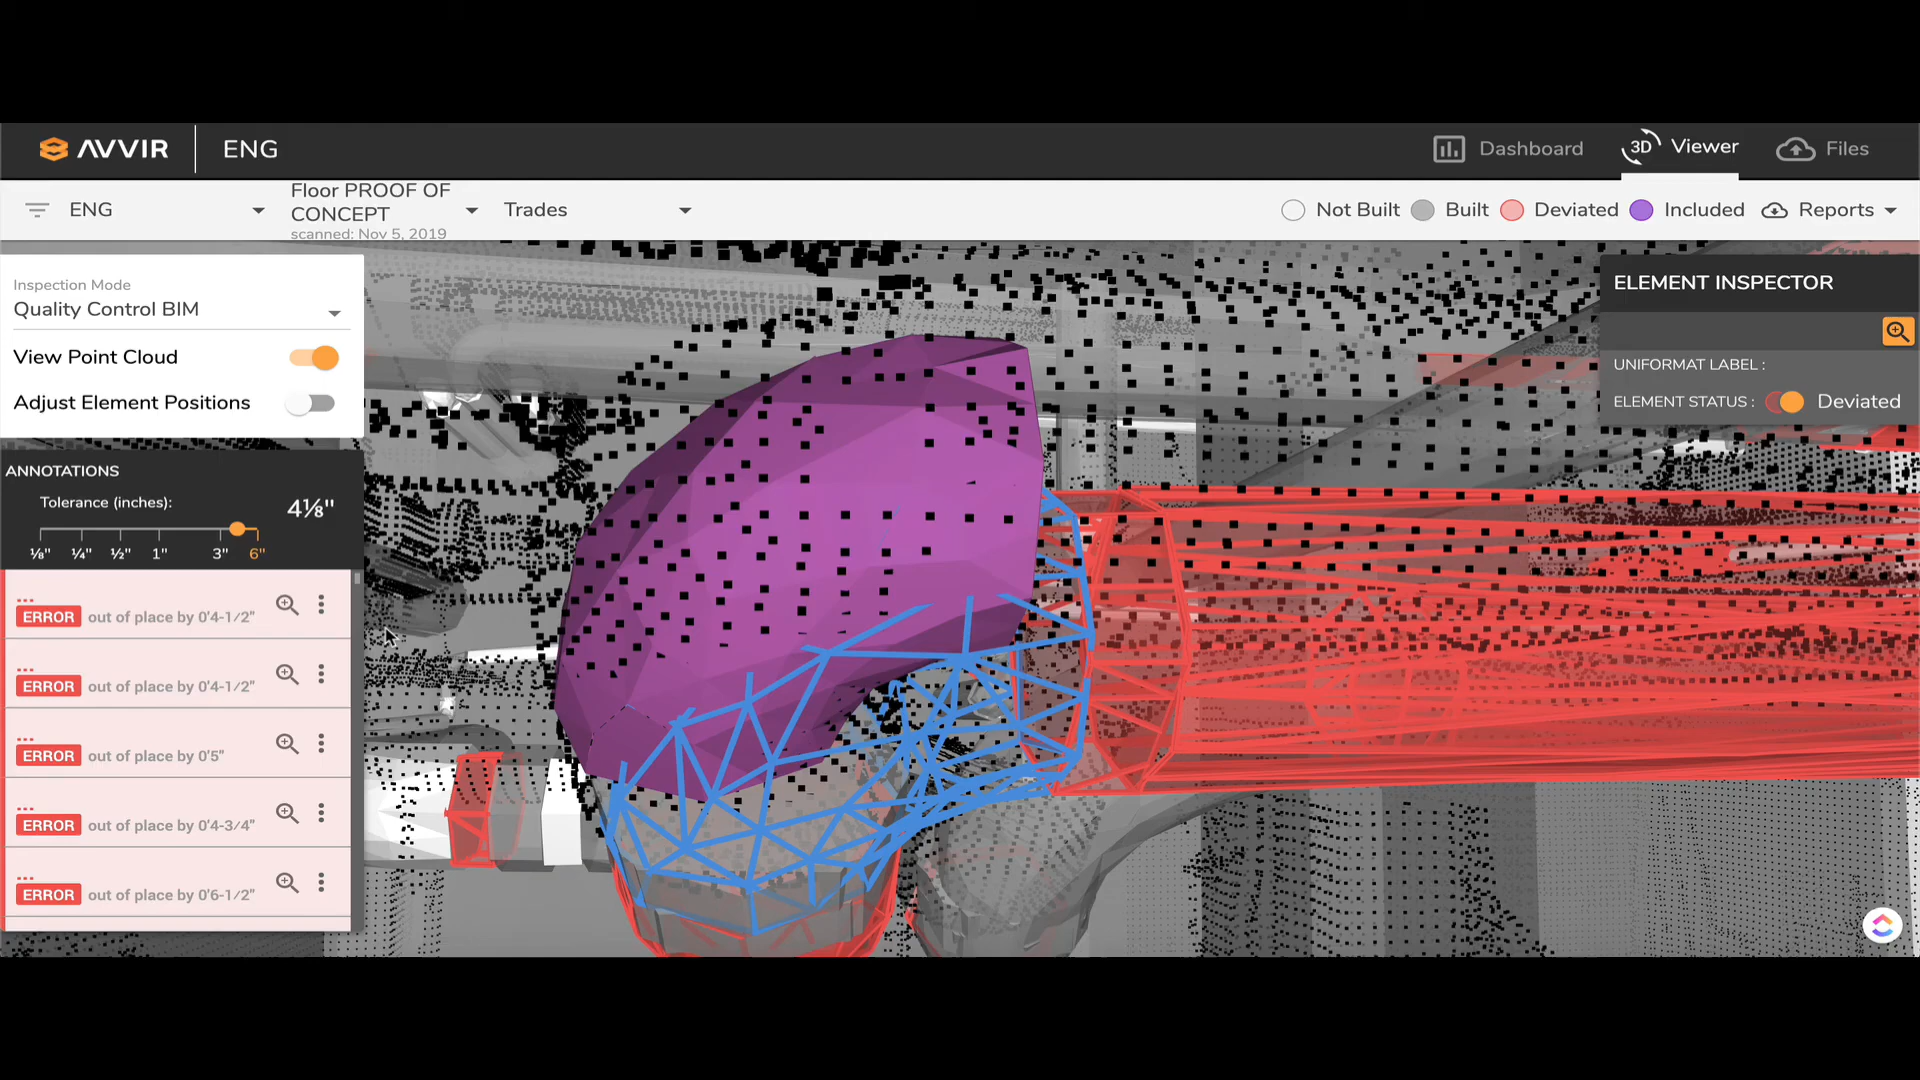 AVVIR
ENG
Dashboard
3D
Viewer
Files
ENG
Floor PROOF OF
CONCEPT
scanned: Nov 5, 2019
Trades
Not Built
Built
Deviated
Included
Reports
Inspection Mode
Quality Control BIM
View Point Cloud
Adjust Element Positions
ANNOTATIONS
Tolerance (inches):
4⅛"
⅛" ¼" ½" 1" 3" 6"
...
ERROR out of place by 0'4-1/2"
...
ERROR out of place by 0'4-1/2"
...
ERROR out of place by 0'5"
...
ERROR out of place by 0'4-3/4"
...
ERROR out of place by 0'6-1/2"
ELEMENT INSPECTOR
UNIFORMAT LABEL :
ELEMENT STATUS : Deviated